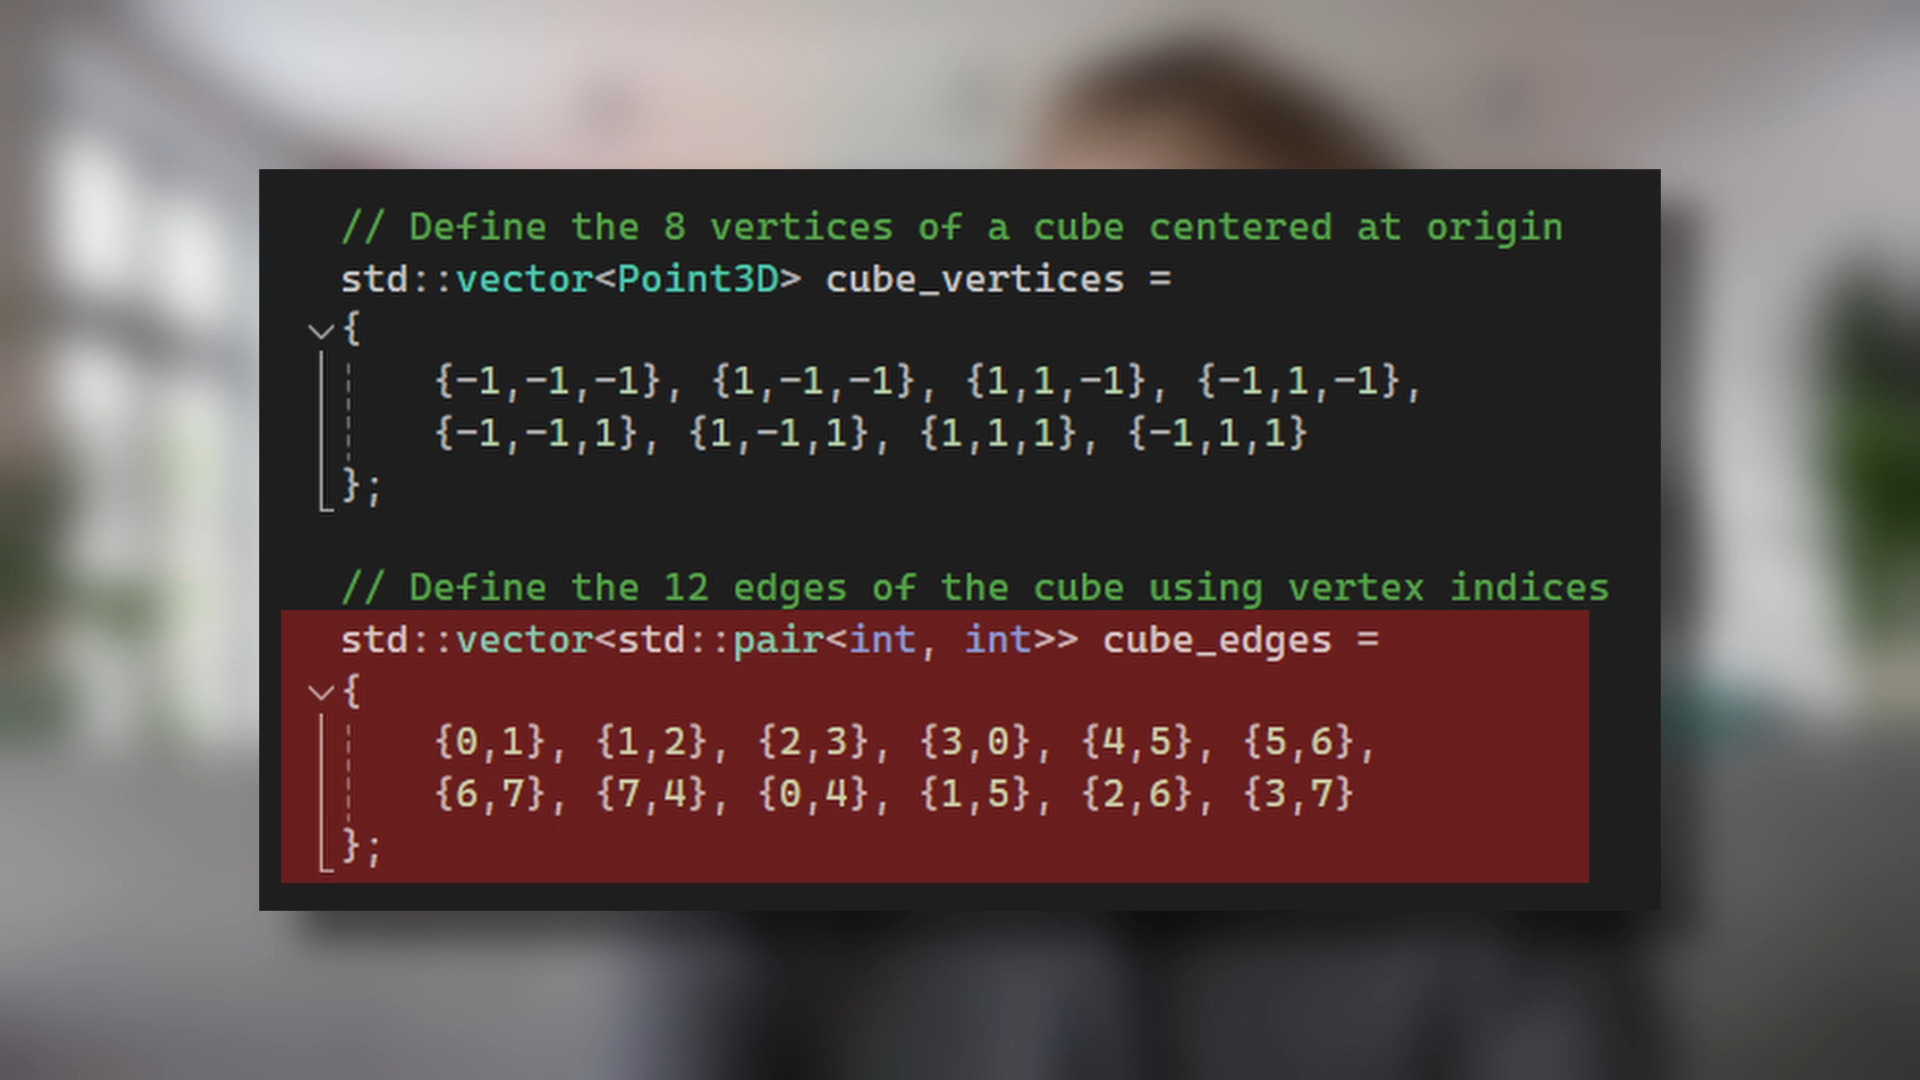 // Define the 8 vertices of a cube centered at origin
std::vector<Point3D> cube_vertices =
{
{-1,-1,-1}, {1,-1,-1}, {1,1,-1}, {-1,1,-1},
{-1,-1,1}, {1,-1,1}, {1,1,1}, {-1,1,1}
};
// Define the 12 edges of the cube using vertex indices
std::vector<std::pair<int, int>> cube_edges =
{
{0,1}, {1,2}, {2,3}, {3,0}, {4,5}, {5,6},
{6,7}, {7,4}, {0,4}, {1,5}, {2,6}, {3,7}
};